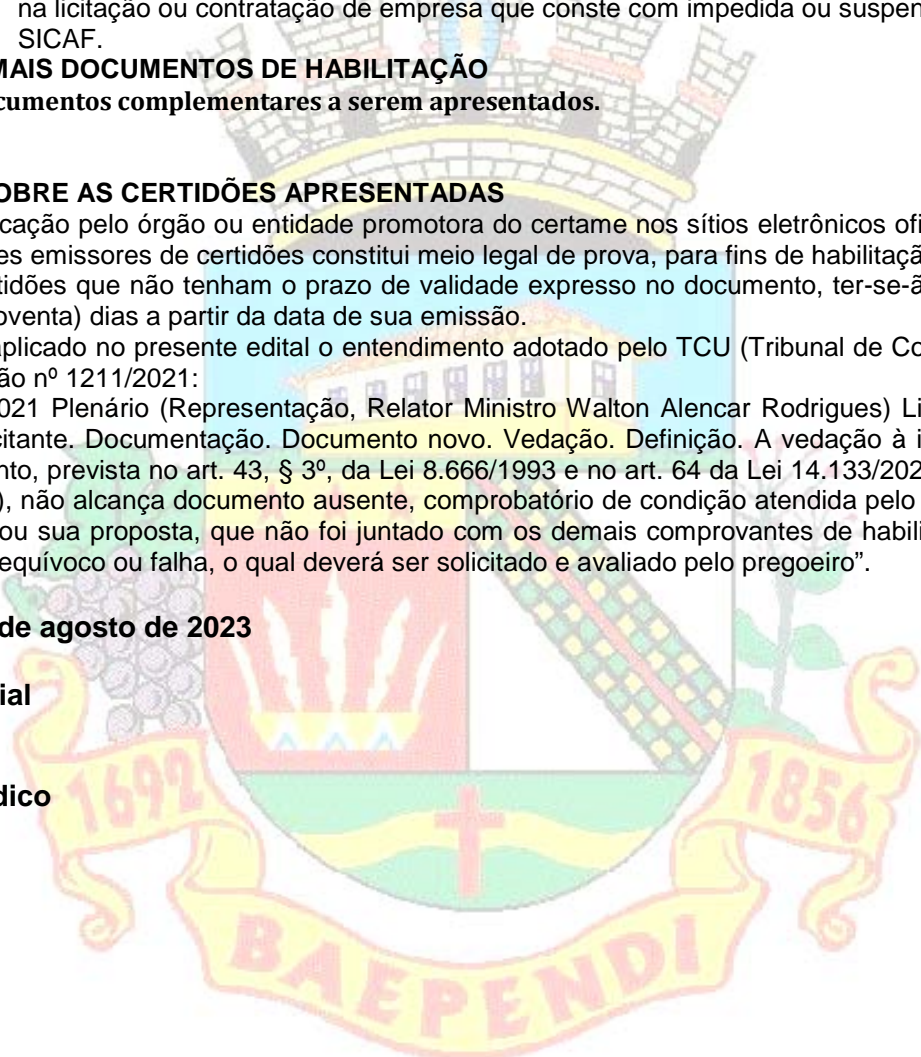 na licitação ou contratação de empresa que conste com impedida ou suspen
SICAF.
MAIS DOCUMENTOS DE HABILITAÇÃO
cumentos complementares a serem apresentados.
OBRE AS CERTIDÕES APRESENTADAS
cação pelo órgão ou entidade promotora do certame nos sítios eletrônicos ofi
es emissores de certidões constitui meio legal de prova, para fins de habilitaçã
tidões que não tenham o prazo de validade expresso no documento, ter-se-ã
oventa) dias a partir da data de sua emissão.
aplicado no presente edital o entendimento adotado pelo TCU (Tribunal de Co
ão nº 1211/2021:
021 Plenário (Representação, Relator Ministro Walton Alencar Rodrigues) Li
citante. Documentação. Documento novo. Vedação. Definição. A vedação à i
nto, prevista no art. 43, § 3º, da Lei 8.666/1993 e no art. 64 da Lei 14.133/202
), não alcança documento ausente, comprobatório de condição atendida pelo
ou sua proposta, que não foi juntado com os demais comprovantes de habili
equívoco ou falha, o qual deverá ser solicitado e avaliado pelo pregoeiro”.
de agosto de 2023
ial
dico
1692
1856
BAEPENDI